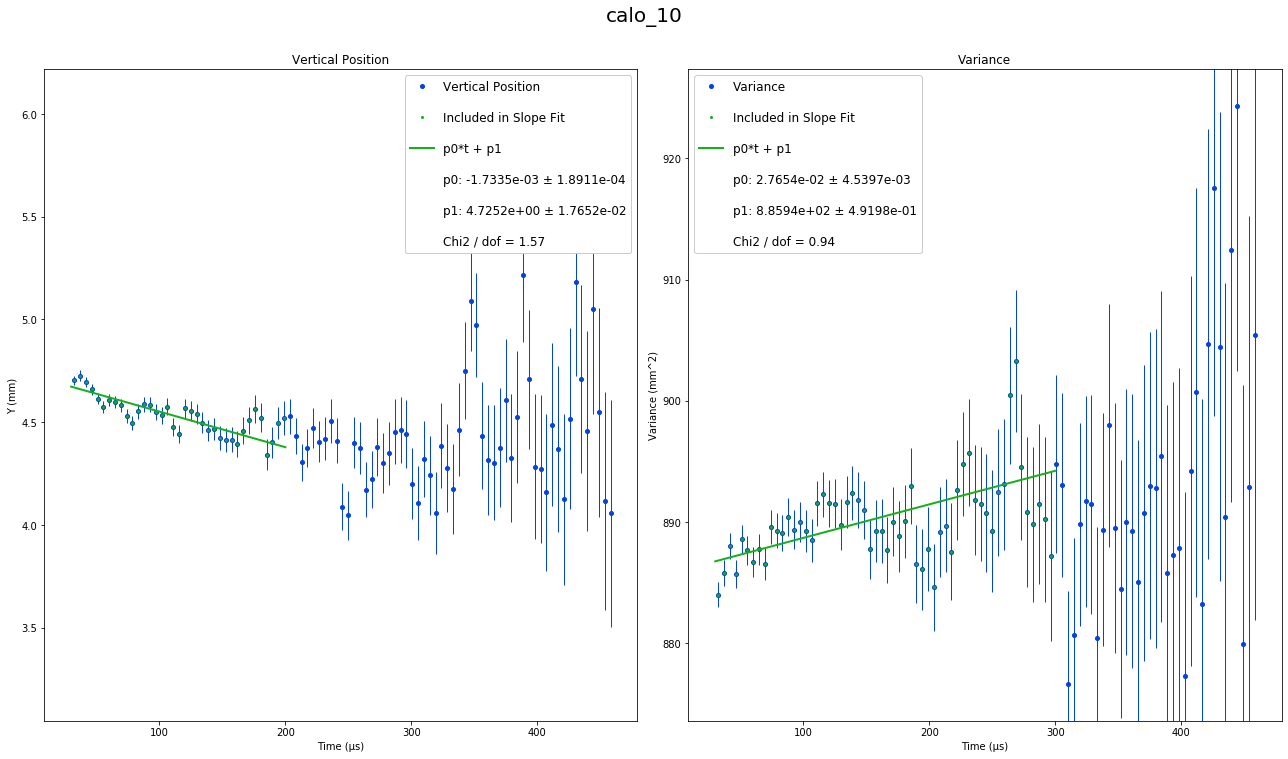 calo_10
Vertical Position
Vertical Position
Included in Slope Fit
p0*t + p1
p0: -1.7335e-03 ± 1.8911e-04
p1: 4.7252e+00 ± 1.7652e-02
Chi2 / dof = 1.57
Y (mm)
6.0
5.5
5.0
4.5
4.0
3.5
100
200
300
400
Time (μs)
Variance
Variance
Included in Slope Fit
p0*t + p1
p0: 2.7654e-02 ± 4.5397e-03
p1: 8.8594e+02 ± 4.9198e-01
Chi2 / dof = 0.94
Variance (mm^2)
920
910
900
890
880
100
200
300
400
Time (μs)